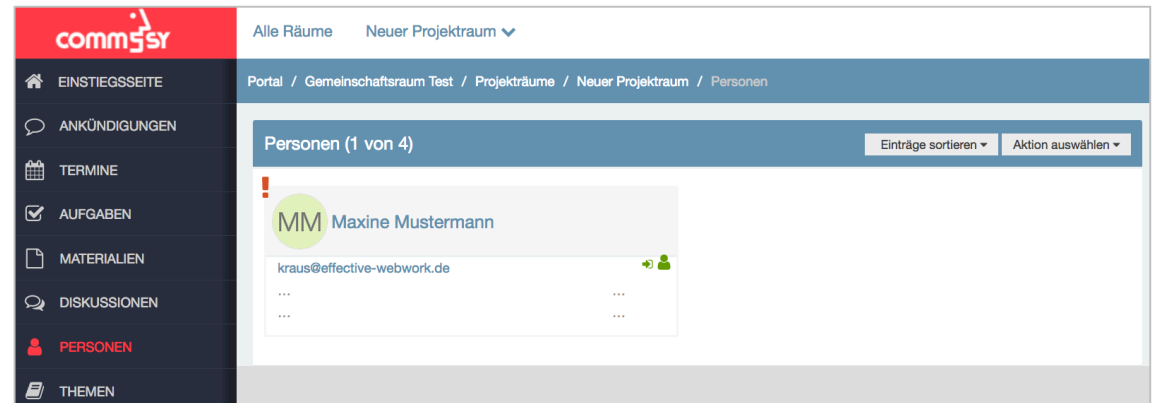 commsy
Alle Räume Neuer Projektraum
EINSTIEGSSEITE
Portal / Gemeinschaftsraum Test / Projekträume / Neuer Projektraum / Personen
ANKÜNDIGUNGEN
Personen (1 von 4) Einträge sortieren Aktion auswählen
TERMINE
AUFGABEN
!
MM Maxine Mustermann
MATERIALIEN
kraus@effective-webwork.de
... ...
DISKUSSIONEN
... ...
PERSONEN
THEMEN